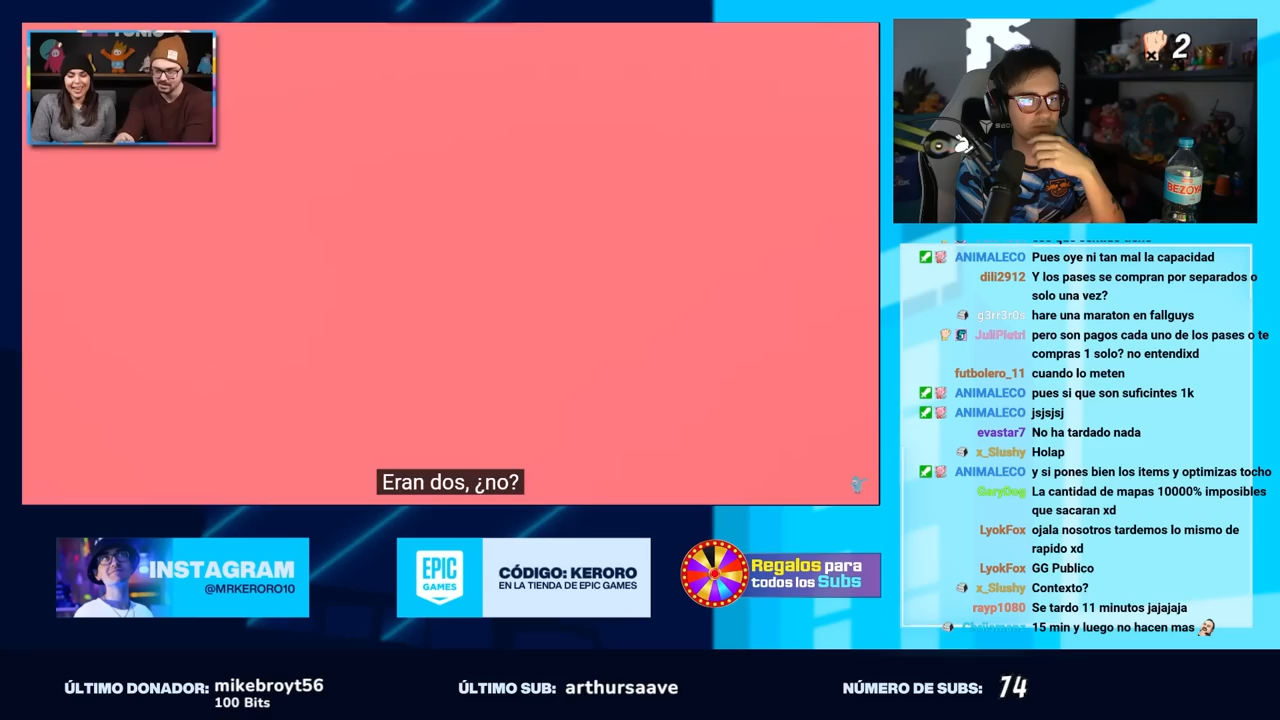 2
BEZOYA
Eran dos, ¿no?
ANIMALECO Pues oye ni tan mal la capacidad
dili2912 Y los pases se compran por separados o
solo una vez?
g3rr3r0s hare una maraton en fallguys
JuliPietri pero son pagos cada uno de los pases o te
compras 1 solo? no entendixd
futbolero_11 cuando lo meten
ANIMALECO pues si que son suficintes 1k
ANIMALECO jsjsjsj
evastar7 No ha tardado nada
x_Slushy Holap
ANIMALECO y si pones bien los items y optimizas tocho
GaryDog La cantidad de mapas 10000% imposibles
que sacaran xd
LyokFox ojala nosotros tardemos lo mismo de
rapido xd
LyokFox GG Publico
x_Slushy Contexto?
rayp1080 Se tardo 11 minutos jajajaja
15 min y luego no hacen mas
INSTAGRAM
@MRKERORO10
EPIC
GAMES
CÓDIGO: KERORO
EN LA TIENDA DE EPIC GAMES
Regalos para
todos los Subs
ÚLTIMO DONADOR: mikebroyt56
100 Bits
ÚLTIMO SUB: arthursaave
NÚMERO DE SUBS: 74